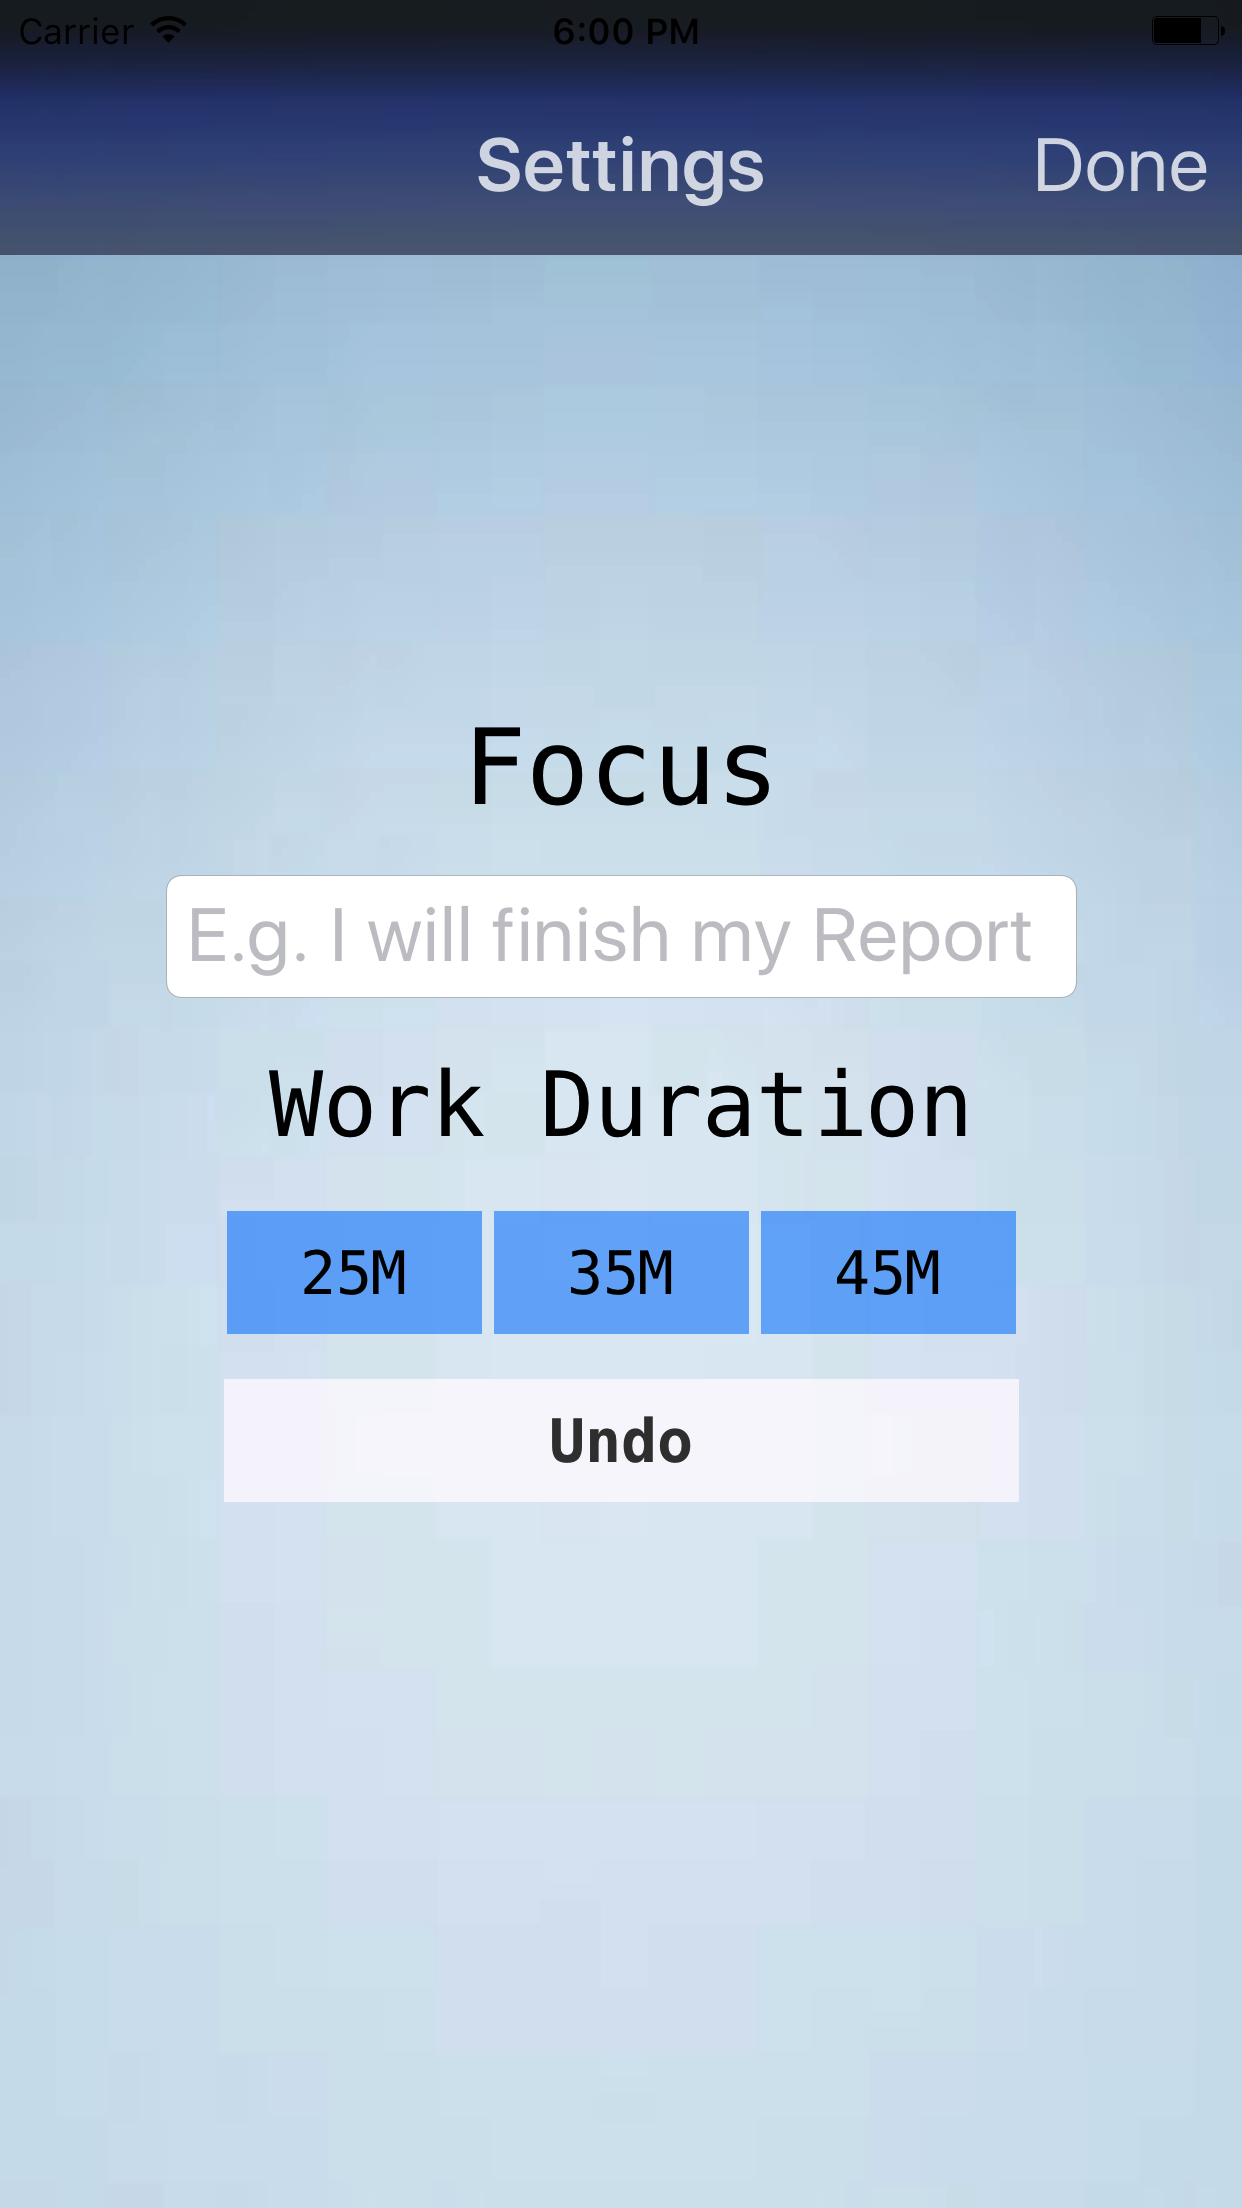 Carrier 6:00 PM
Settings Done
Focus
E.g. I will finish my Report
Work Duration
25M 35M 45M
Undo